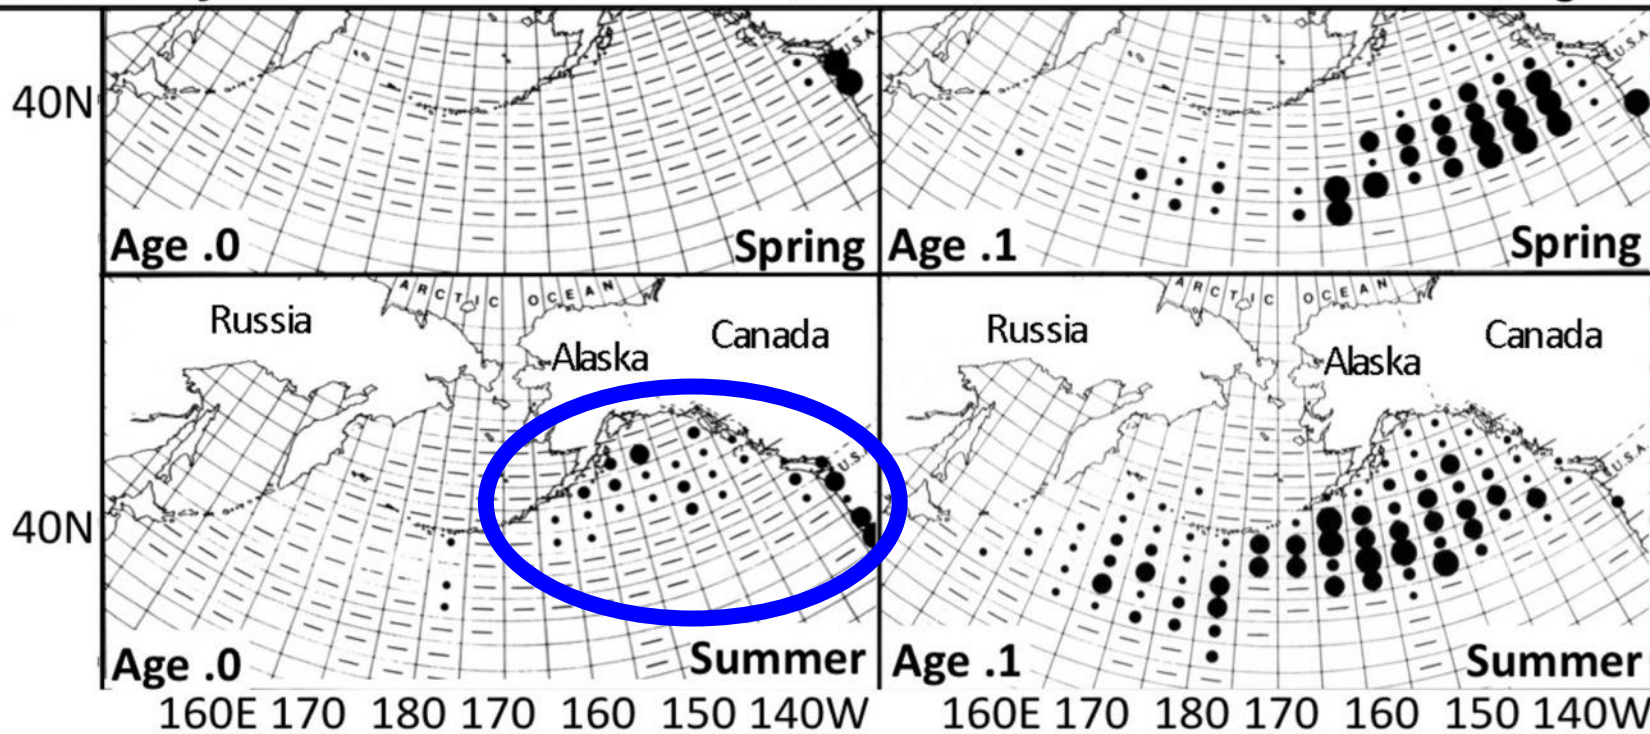 U.S.A
U.S.A
40N
Age .0
Spring
Age .1
Spring
ARCTIC OCEAN
ARCTIC OCEAN
Russia
Canada
Alaska
Russia
Canada
Alaska
U.S.A
U.S.A
40N
Age .0
Summer
Age .1
Summer
160E 170 180 170 160 150 140W
160E 170 180 170 160 150 140W